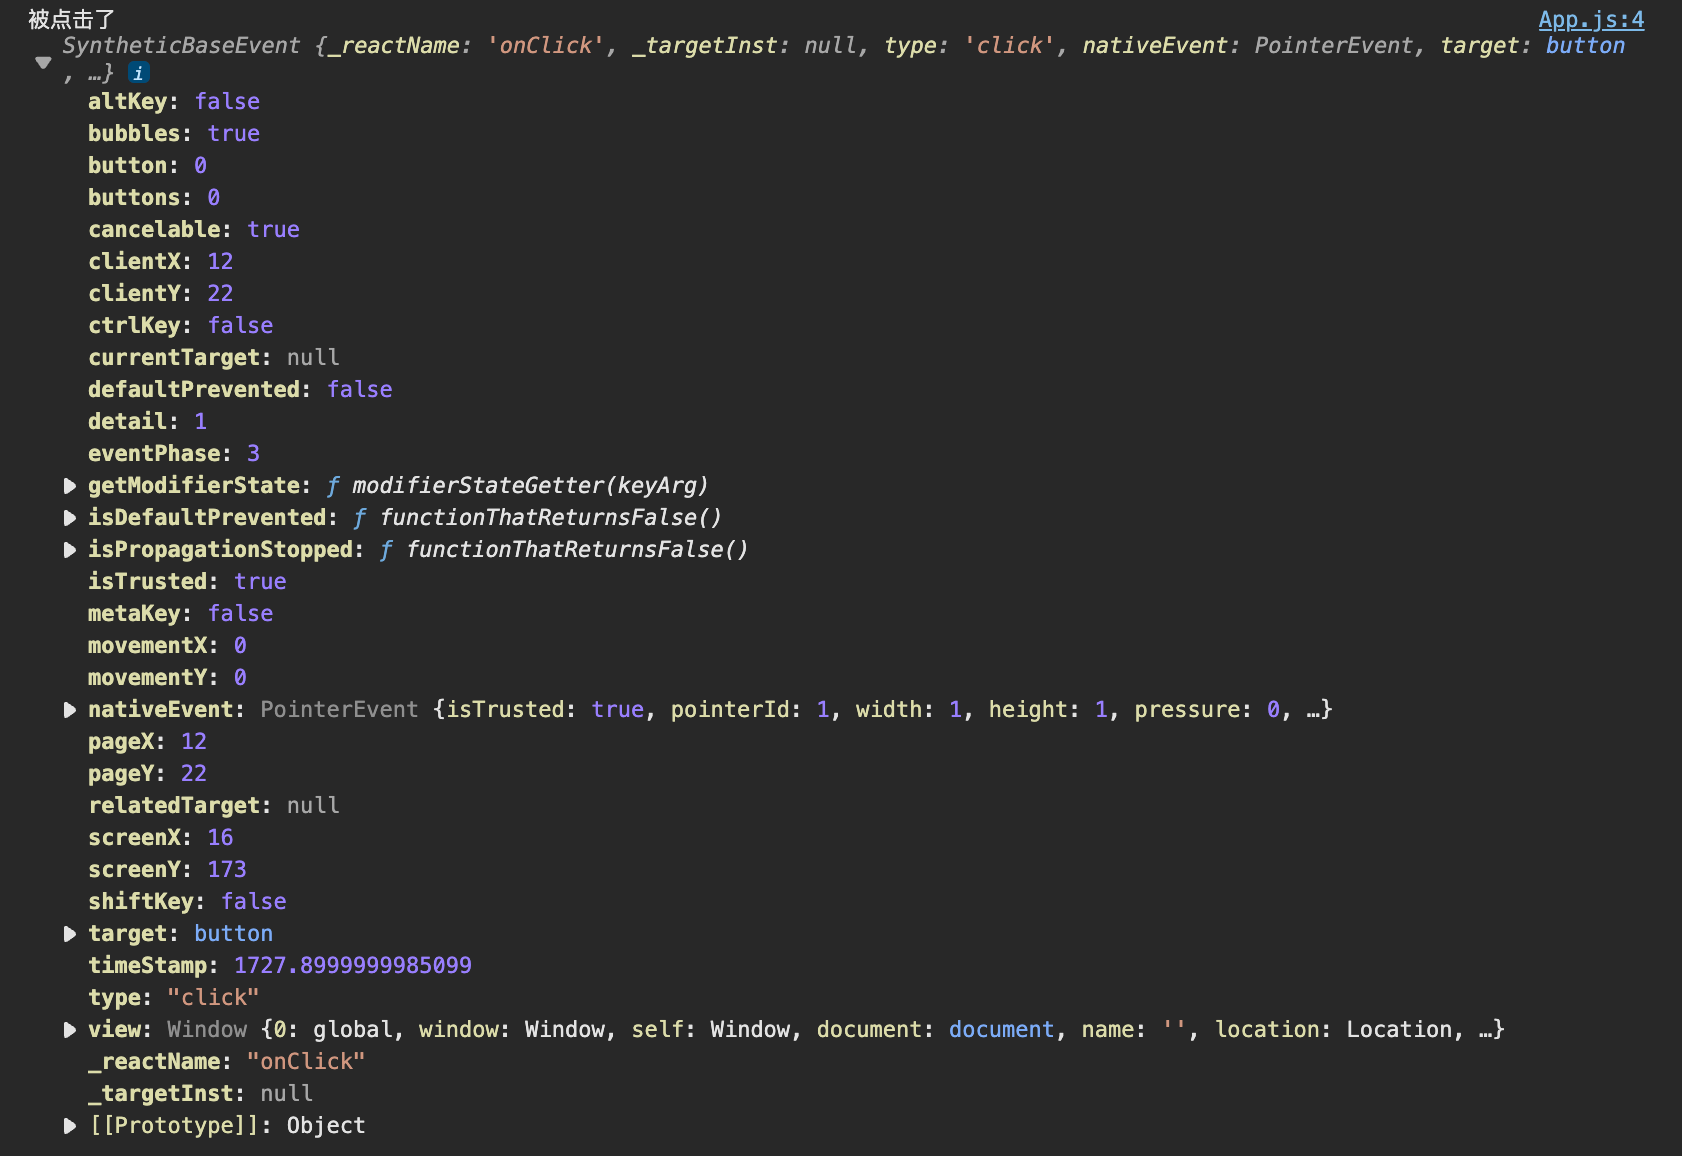 被点击了 App.js:4
SyntheticBaseEvent {_reactName: 'onClick', _targetInst: null, type: 'click', nativeEvent: PointerEvent, target: button
, …} i
altKey: false
bubbles: true
button: 0
buttons: 0
cancelable: true
clientX: 12
clientY: 22
ctrlKey: false
currentTarget: null
defaultPrevented: false
detail: 1
eventPhase: 3
getModifierState: ƒ modifierStateGetter(keyArg)
isDefaultPrevented: ƒ functionThatReturnsFalse()
isPropagationStopped: ƒ functionThatReturnsFalse()
isTrusted: true
metaKey: false
movementX: 0
movementY: 0
nativeEvent: PointerEvent {isTrusted: true, pointerId: 1, width: 1, height: 1, pressure: 0, …}
pageX: 12
pageY: 22
relatedTarget: null
screenX: 16
screenY: 173
shiftKey: false
target: button
timeStamp: 1727.8999999985099
type: "click"
view: Window {0: global, window: Window, self: Window, document: document, name: '', location: Location, …}
_reactName: "onClick"
_targetInst: null
[[Prototype]]: Object